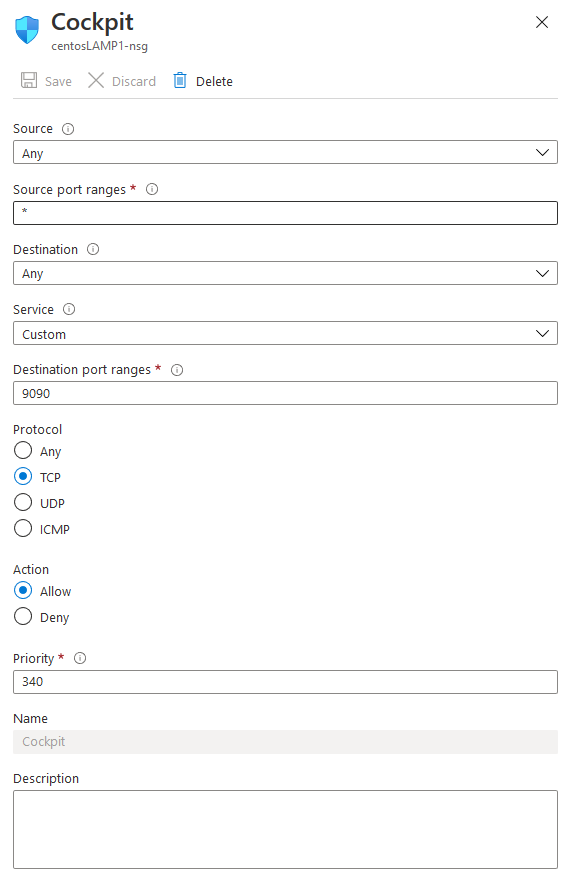 Cockpit
centosLAMP1-nsg
Save Discard Delete
Source
Any
Source port ranges *
*
Destination
Any
Service
Custom
Destination port ranges *
9090
Protocol
Any
TCP
UDP
ICMP
Action
Allow
Deny
Priority *
340
Name
Cockpit
Description